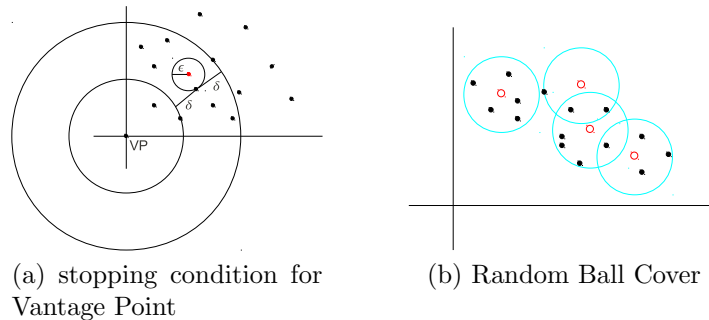 ϵ
δ
δ
VP
(a) stopping condition for
Vantage Point
(b) Random Ball Cover